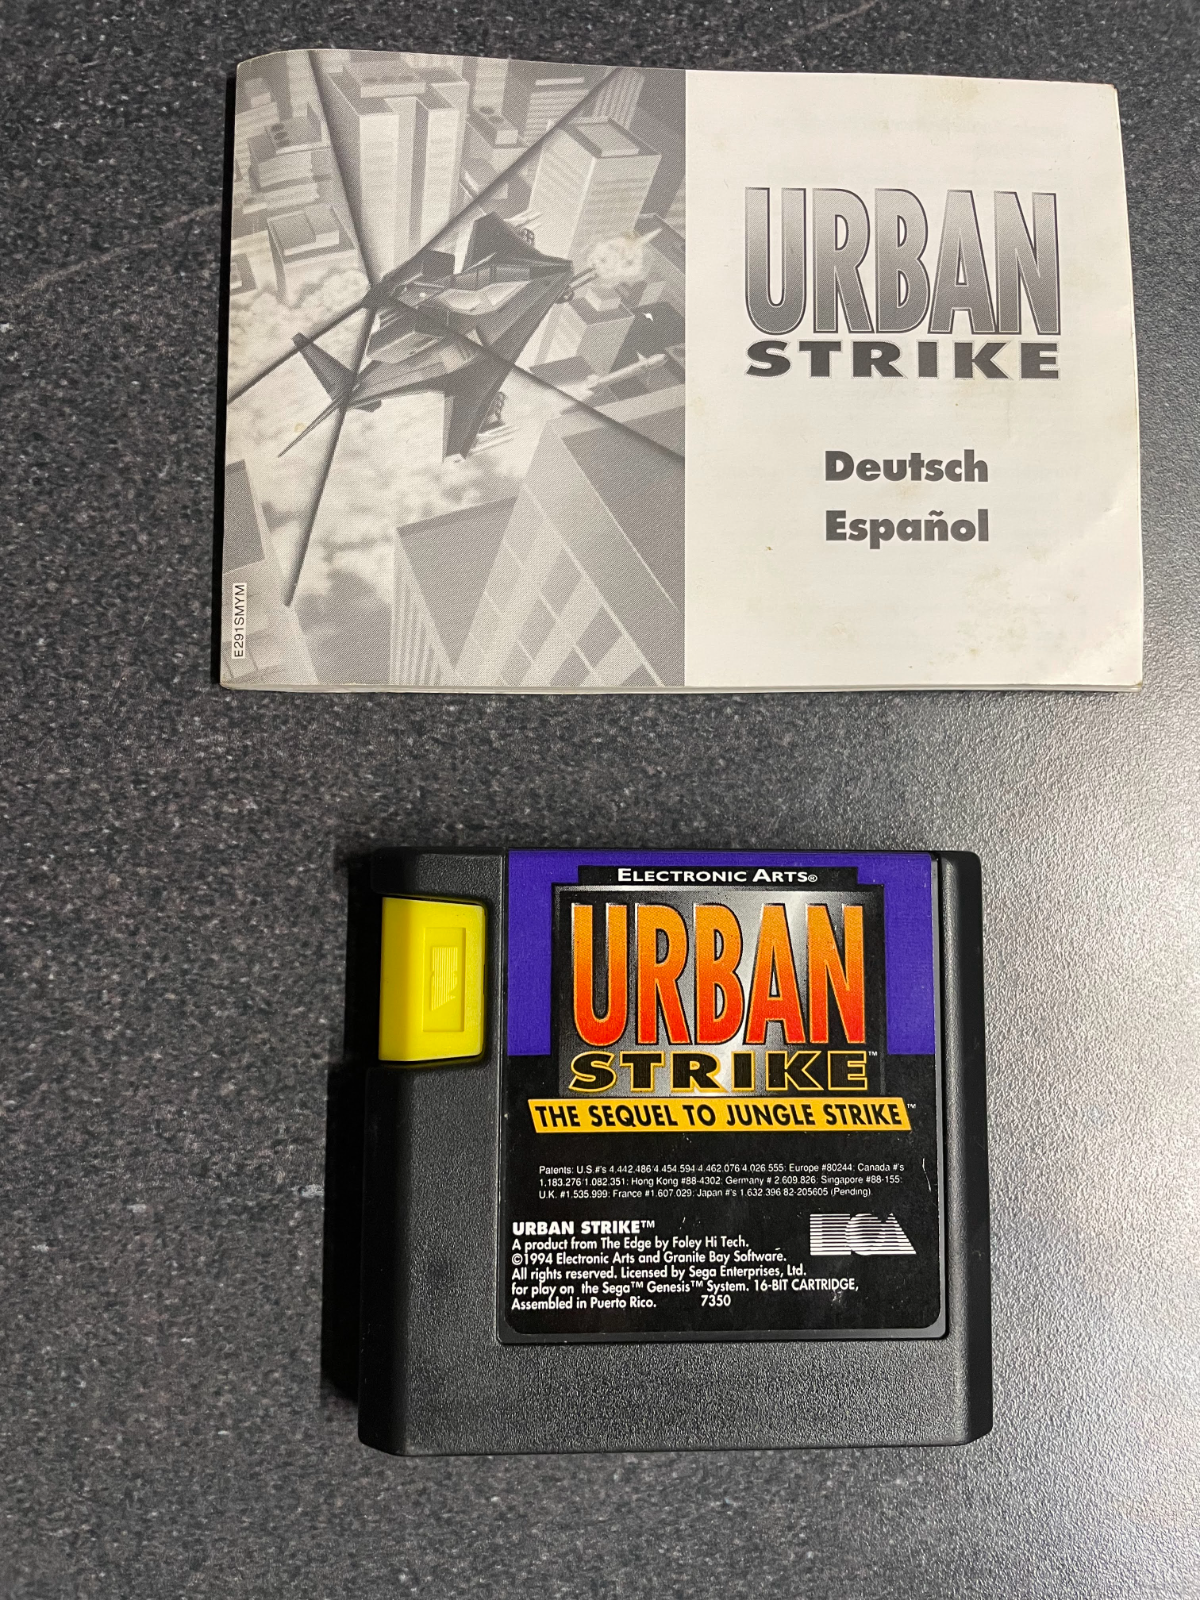 URBAN
STRIKE
Deutsch
Español
E291SMYM
ELECTRONIC ARTS®
URBAN
STRIKE™
THE SEQUEL TO JUNGLE STRIKE™
Patents: U.S.#'s 4,442,486/4,454,594/4,462,076/4,026,555; Europe #80244; Canada #'s
1,183,276/1,082,351; Hong Kong #88-4302; Germany # 2,609,826; Singapore #88-155;
U.K. #1,535,999; France #1,607,029; Japan #'s 1,632,396/82-205605 (Pending)
URBAN STRIKE™
A product from The Edge by Foley Hi Tech.
©1994 Electronic Arts and Granite Bay Software.
All rights reserved. Licensed by Sega Enterprises, Ltd.
for play on the Sega™ Genesis™ System. 16-BIT CARTRIDGE,
Assembled in Puerto Rico. 7350